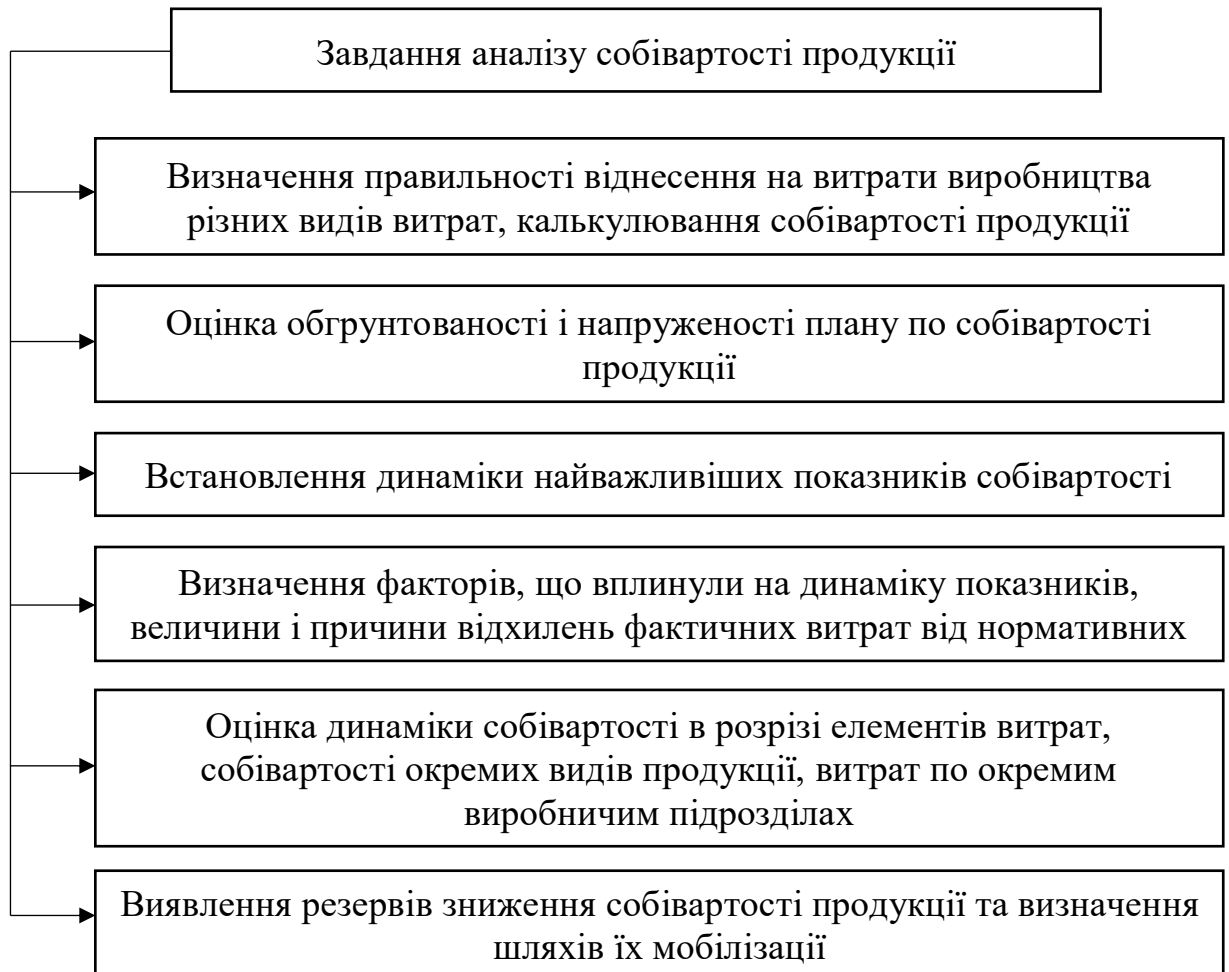 Завдання аналізу собівартості продукції
Визначення правильності віднесення на витрати виробництва
різних видів витрат, калькулювання собівартості продукції
Оцінка обгрунтованості і напруженості плану по собівартості
продукції
Встановлення динаміки найважливіших показників собівартості
Визначення факторів, що вплинули на динаміку показників,
величини і причини відхилень фактичних витрат від нормативних
Оцінка динаміки собівартості в розрізі елементів витрат,
собівартості окремих видів продукції, витрат по окремим
виробничим підрозділах
Виявлення резервів зниження собівартості продукції та визначення
шляхів їх мобілізації